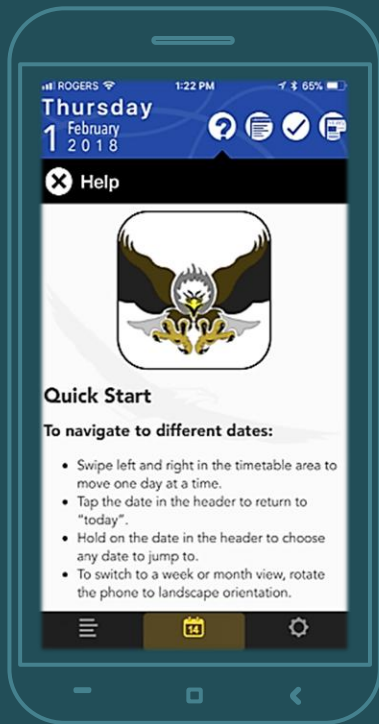 ROGERS 1:22 PM 65%
Thursday
1 February
2018
Help
Quick Start
To navigate to different dates:
• Swipe left and right in the timetable area to
move one day at a time.
• Tap the date in the header to return to
"today".
• Hold on the date in the header to choose
any date to jump to.
• To switch to a week or month view, rotate
the phone to landscape orientation.
14